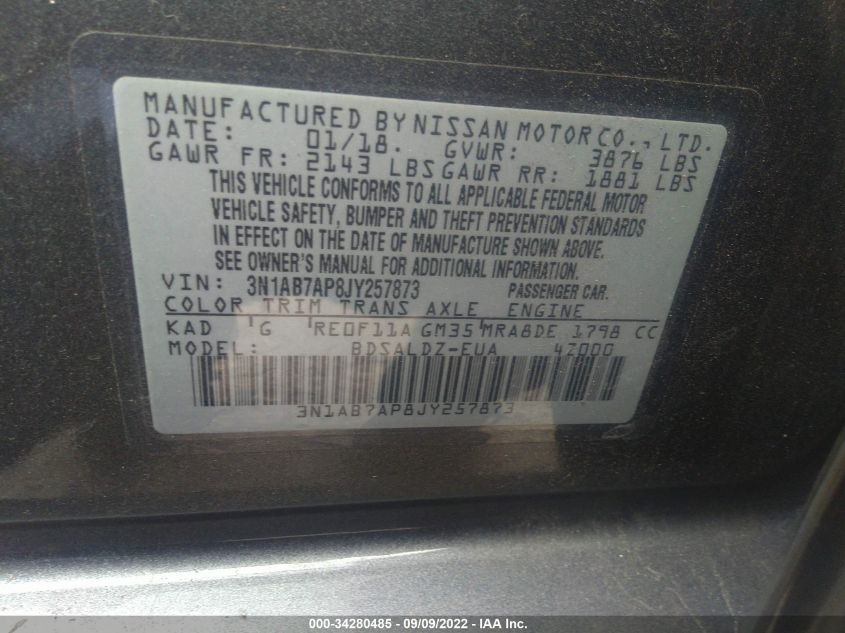 MANUFACTURED BY NISSAN MOTOR CO., LTD.
DATE: 01/18. GVWR: 3876 LBS
GAWR FR: 2143 LBS GAWR RR: 1881 LBS
THIS VEHICLE CONFORMS TO ALL APPLICABLE FEDERAL MOTOR
VEHICLE SAFETY, BUMPER AND THEFT PREVENTION STANDARDS
IN EFFECT ON THE DATE OF MANUFACTURE SHOWN ABOVE.
SEE OWNER'S MANUAL FOR ADDITIONAL INFORMATION.
VIN: 3N1AB7AP8JY257873 PASSENGER CAR.
COLOR TRIM TRANS AXLE ENGINE
KAD 'G 'RE0F11A GM35'MRA8DE 1798 CC
MODEL: BDSALDZ-EUA 4Z000
3N1AB7AP8JY257873
000-34280485 - 09/09/2022 - IAA Inc.